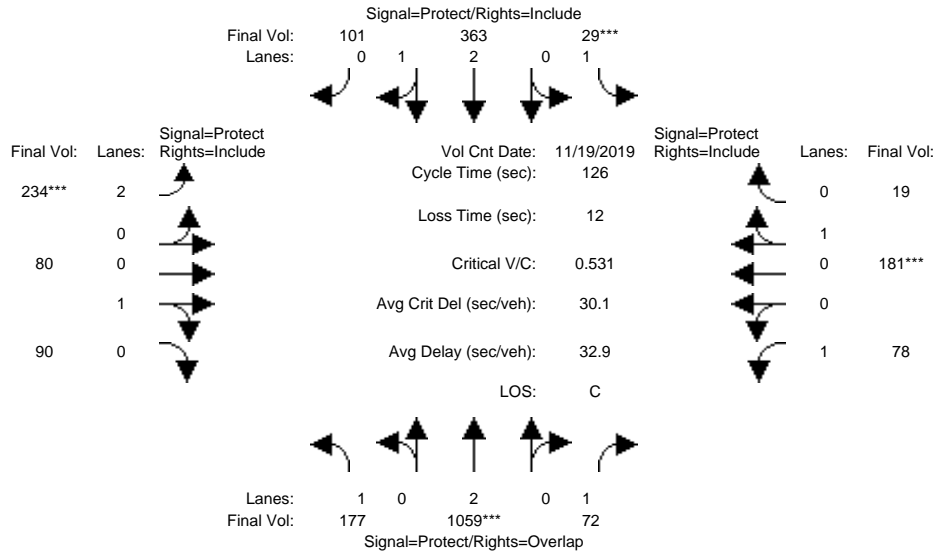 Signal=Protect/Rights=Include
Final Vol: 101 363 29***
Lanes: 0 1 2 0 1
Signal=Protect Signal=Protect
Final Vol: Lanes: Rights=Include Vol Cnt Date: 11/19/2019 Rights=Include Lanes: Final Vol:
Cycle Time (sec): 126
234*** 2 0 19
Loss Time (sec): 12
0 1
80 0 Critical V/C: 0.531 0 181***
1 Avg Crit Del (sec/veh): 30.1 0
90 0 Avg Delay (sec/veh): 32.9 1 78
LOS: C
Lanes: 1 0 2 0 1
Final Vol: 177 1059*** 72
Signal=Protect/Rights=Overlap